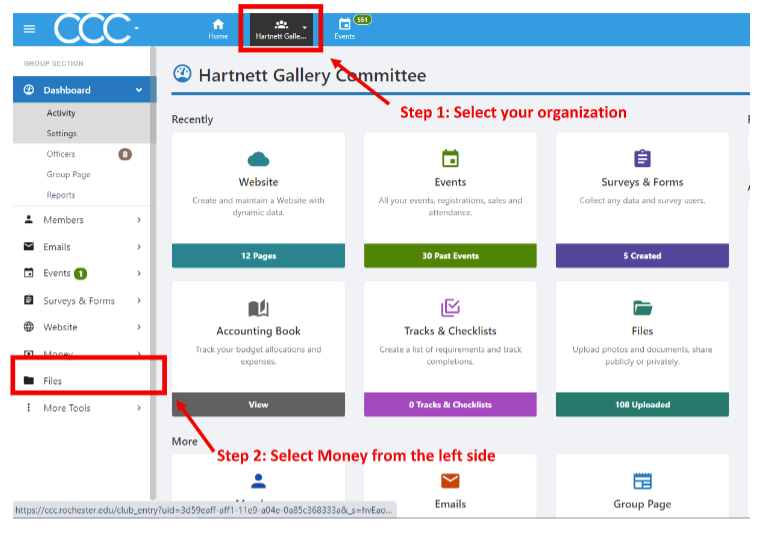 CCC
Home
Hartnett Galle...
551
Events
GROUP SECTION
Dashboard
Activity
Settings
Officers 8
Group Page
Reports
Members
Emails
Events 1
Surveys & Forms
Website
Money
Files
More Tools
Hartnett Gallery Committee
Step 1: Select your organization
Recently
Website
Create and maintain a Website with
dynamic data.
12 Pages
Events
All your events, registrations, sales and
attendance.
30 Past Events
Surveys & Forms
Collect any data and survey users.
5 Created
Accounting Book
Track your budget allocations and
expenses.
View
Tracks & Checklists
Create a list of requirements and track
completions.
0 Tracks & Checklists
Files
Upload photos and documents, share
publicly or privately.
108 Uploaded
More
Step 2: Select Money from the left side
Emails
Group Page
https://ccc.rochester.edu/club_entry?uid=3d59eaff-aff1-11e9-a04e-0a85c368333a&_s=hvEao...